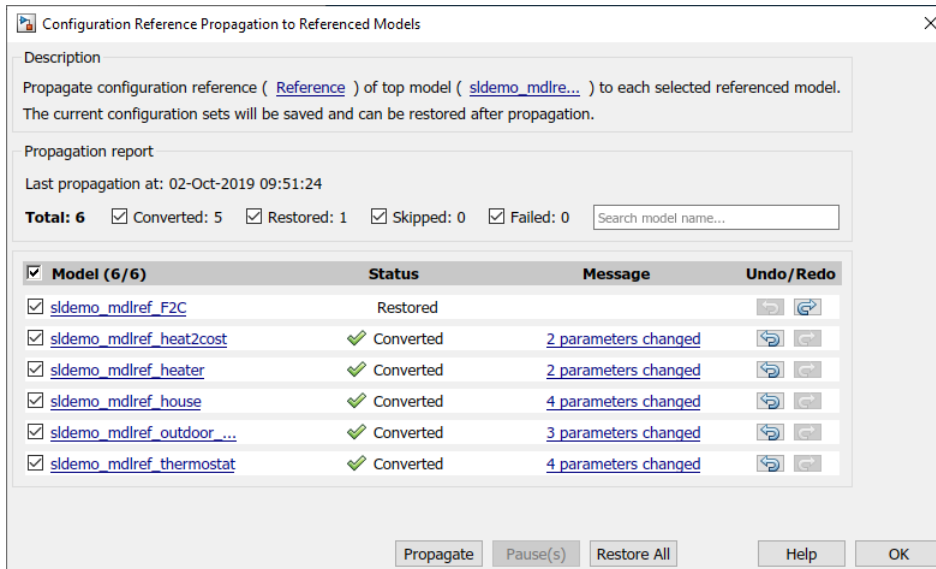 Configuration Reference Propagation to Referenced Models
Description
Propagate configuration reference ( Reference ) of top model ( sldemo_mdlre... ) to each selected referenced model.
The current configuration sets will be saved and can be restored after propagation.
Propagation report
Last propagation at: 02-Oct-2019 09:51:24
Total: 6 Converted: 5 Restored: 1 Skipped: 0 Failed: 0 Search model name...
Model (6/6) Status Message Undo/Redo
sldemo_mdlref_F2C Restored
sldemo_mdlref_heat2cost Converted 2 parameters changed
sldemo_mdlref_heater Converted 2 parameters changed
sldemo_mdlref_house Converted 4 parameters changed
sldemo_mdlref_outdoor_... Converted 3 parameters changed
sldemo_mdlref_thermostat Converted 4 parameters changed
Propagate Pause(s) Restore All Help OK